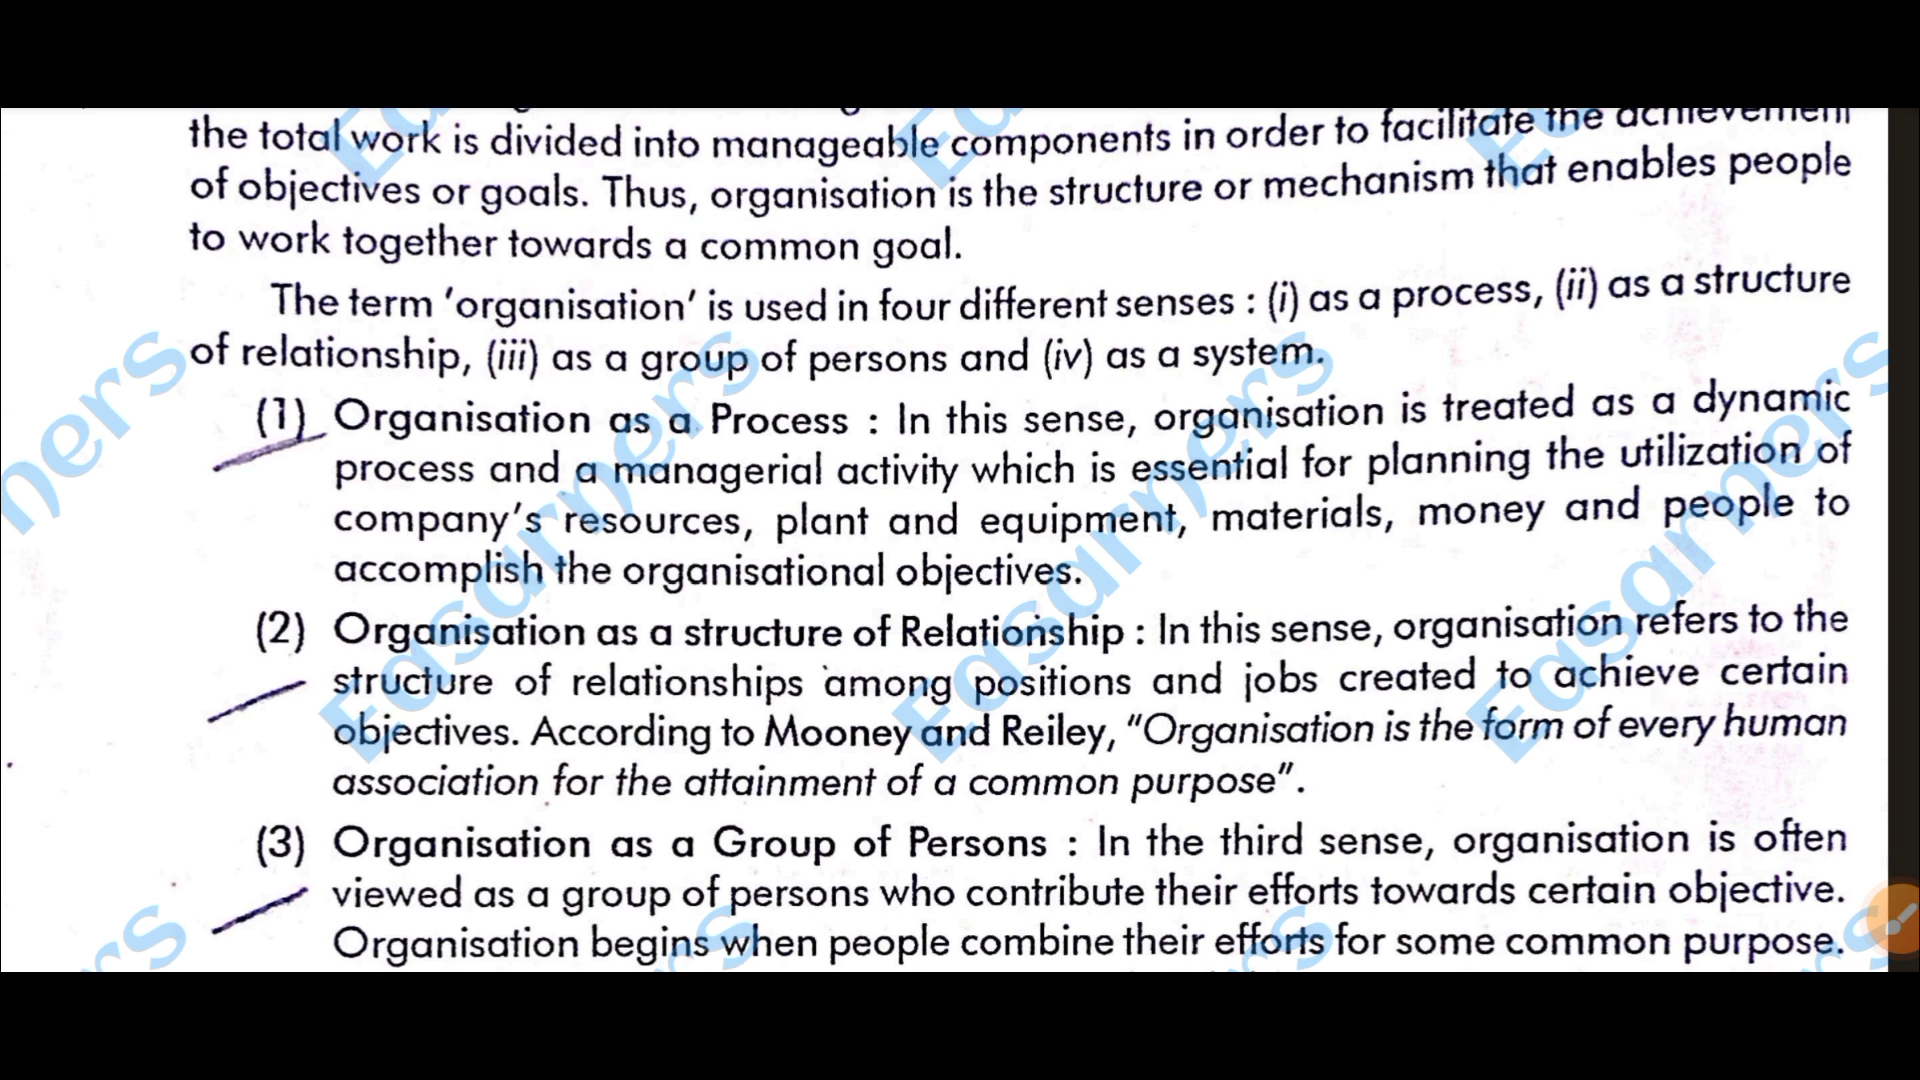 the total work is divided into manageable components in order to facilitate the achievement
of objectives or goals. Thus, organisation is the structure or mechanism that enables people
to work together towards a common goal.
The term 'organisation' is used in four different senses : (i) as a process, (ii) as a structure
of relationship, (iii) as a group of persons and (iv) as a system.
(1) Organisation as a Process : In this sense, organisation is treated as a dynamic
process and a managerial activity which is essential for planning the utilization of
company's resources, plant and equipment, materials, money and people to
accomplish the organisational objectives.
(2) Organisation as a structure of Relationship : In this sense, organisation refers to the
structure of relationships among positions and jobs created to achieve certain
objectives. According to Mooney and Reiley, "Organisation is the form of every human
association for the attainment of a common purpose".
(3) Organisation as a Group of Persons : In the third sense, organisation is often
viewed as a group of persons who contribute their efforts towards certain objective.
Organisation begins when people combine their efforts for some common purpose.
Easarners
Easarners
Easarners